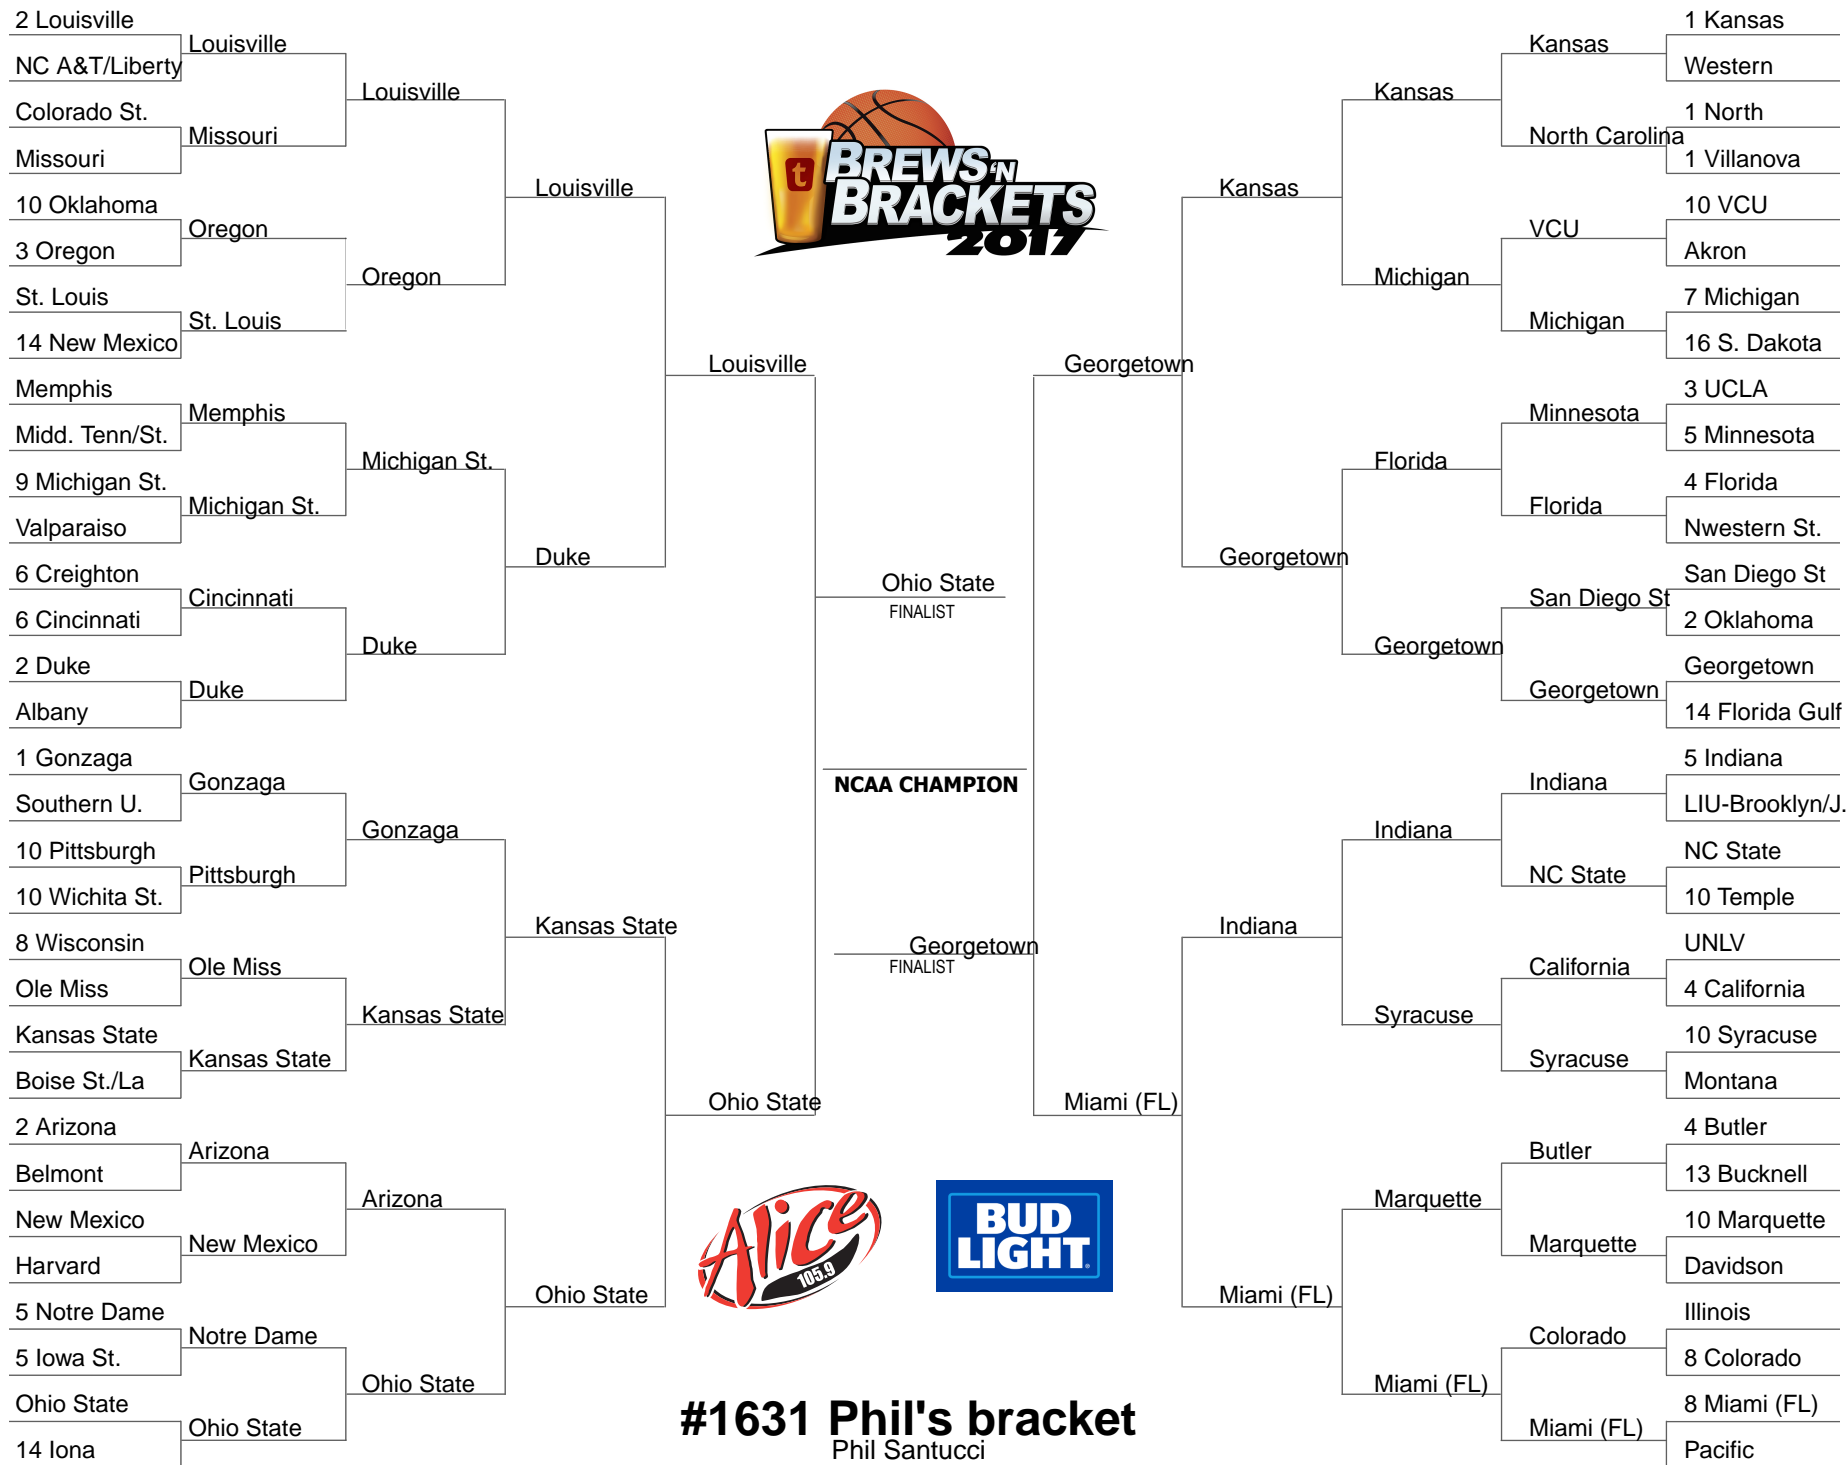 2 Louisville
NC A&T/Liberty
Colorado St.
Missouri
10 Oklahoma
3 Oregon
St. Louis
14 New Mexico
Memphis
Midd. Tenn/St.
9 Michigan St.
Valparaiso
6 Creighton
6 Cincinnati
2 Duke
Albany
1 Gonzaga
Southern U.
10 Pittsburgh
10 Wichita St.
8 Wisconsin
Ole Miss
Kansas State
Boise St./La
2 Arizona
Belmont
New Mexico
Harvard
5 Notre Dame
5 Iowa St.
Ohio State
14 Iona
Louisville
Missouri
Oregon
St. Louis
Memphis
Michigan St.
Cincinnati
Duke
Gonzaga
Pittsburgh
Ole Miss
Kansas State
Arizona
New Mexico
Notre Dame
Ohio State
Louisville
Oregon
Michigan St.
Duke
Gonzaga
Kansas State
Arizona
Ohio State
Louisville
Duke
Kansas State
Ohio State
Louisville
Ohio State
t
BREWS 'N
BRACKETS
2017
Ohio State
FINALIST
NCAA CHAMPION
Georgetown
FINALIST
Alice
105.9
BUD
LIGHT
#1631 Phil's bracket
Phil Santucci
Georgetown
Miami (FL)
Kansas
Georgetown
Indiana
Miami (FL)
Kansas
Michigan
Florida
Georgetown
Indiana
Syracuse
Marquette
Miami (FL)
Kansas
North Carolina
VCU
Michigan
Minnesota
Florida
San Diego St
Georgetown
Indiana
NC State
California
Syracuse
Butler
Marquette
Colorado
Miami (FL)
1 Kansas
Western
1 North
1 Villanova
10 VCU
Akron
7 Michigan
16 S. Dakota
3 UCLA
5 Minnesota
4 Florida
Nwestern St.
San Diego St
2 Oklahoma
Georgetown
14 Florida Gulf
5 Indiana
LIU-Brooklyn/J.
NC State
10 Temple
UNLV
4 California
10 Syracuse
Montana
4 Butler
13 Bucknell
10 Marquette
Davidson
Illinois
8 Colorado
8 Miami (FL)
Pacific